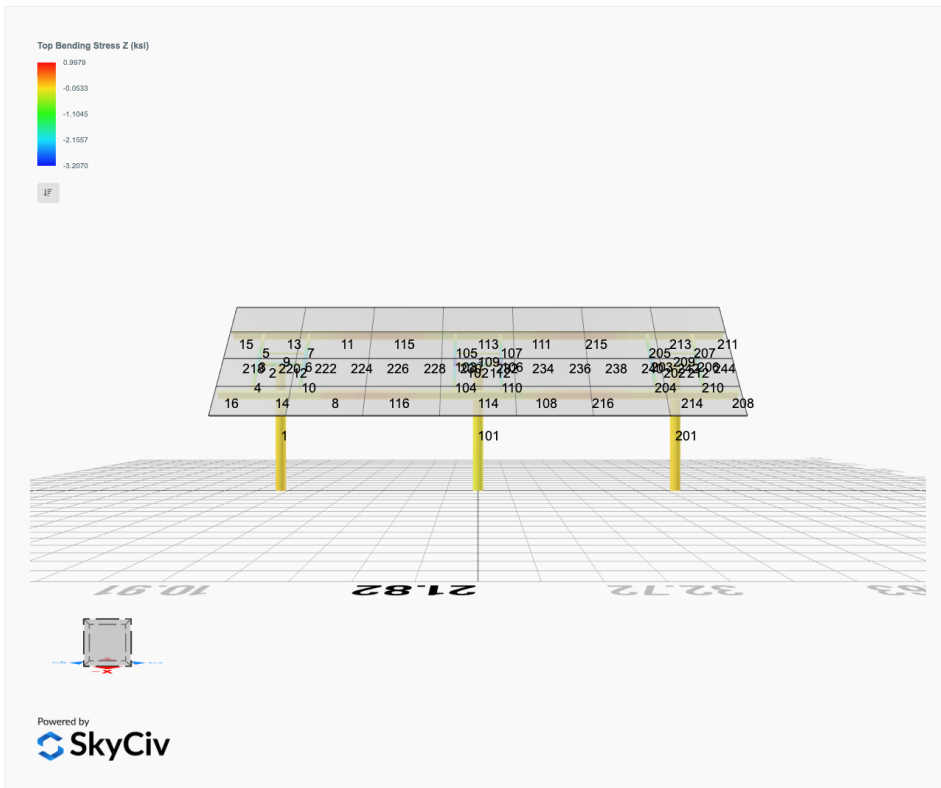 Top Bending Stress Z (ksi)
0.9979
-0.0533
-1.1045
-2.1557
-3.2070
15 13 11 115 113 111 215 213 211
5 7 105 107 205 207
9 109 209
2 220 6 222 224 226 228 234 236 238 244
12 102 112 202 212
4 10 104 110 204 210
16 14 8 116 114 108 216 214 208
1 101 201
10.91 21.82 32.72
X
Powered by
SkyCiv